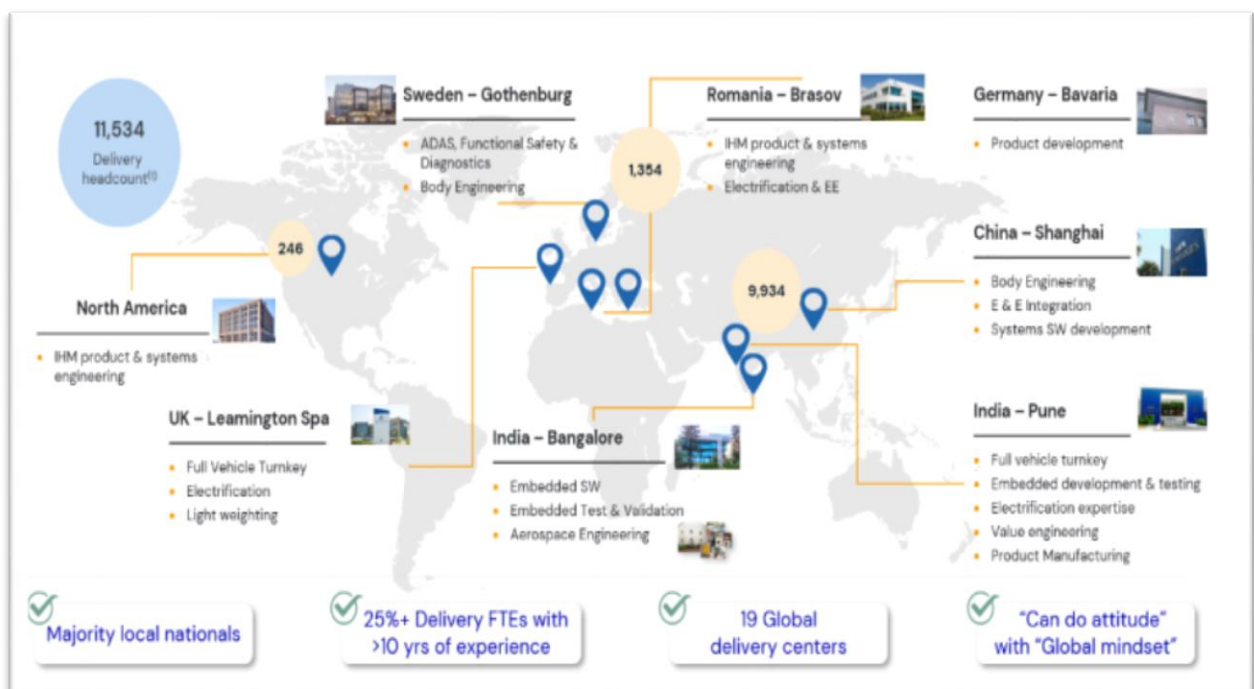 11,534
Delivery
headcount(1)
Sweden – Gothenburg
ADAS, Functional Safety &
Diagnostics
Body Engineering
1,354
Romania – Brasov
IHM product & systems
engineering
Electrification & EE
Germany – Bavaria
Product development
246
North America
IHM product & systems
engineering
9,934
China – Shanghai
Body Engineering
E & E Integration
Systems SW development
UK – Leamington Spa
Full Vehicle Turnkey
Electrification
Light weighting
India – Bangalore
Embedded SW
Embedded Test & Validation
Aerospace Engineering
India – Pune
Full vehicle turnkey
Embedded development & testing
Electrification expertise
Value engineering
Product Manufacturing
Majority local nationals
25%+ Delivery FTEs with
>10 yrs of experience
19 Global
delivery centers
“Can do attitude”
with “Global mindset”